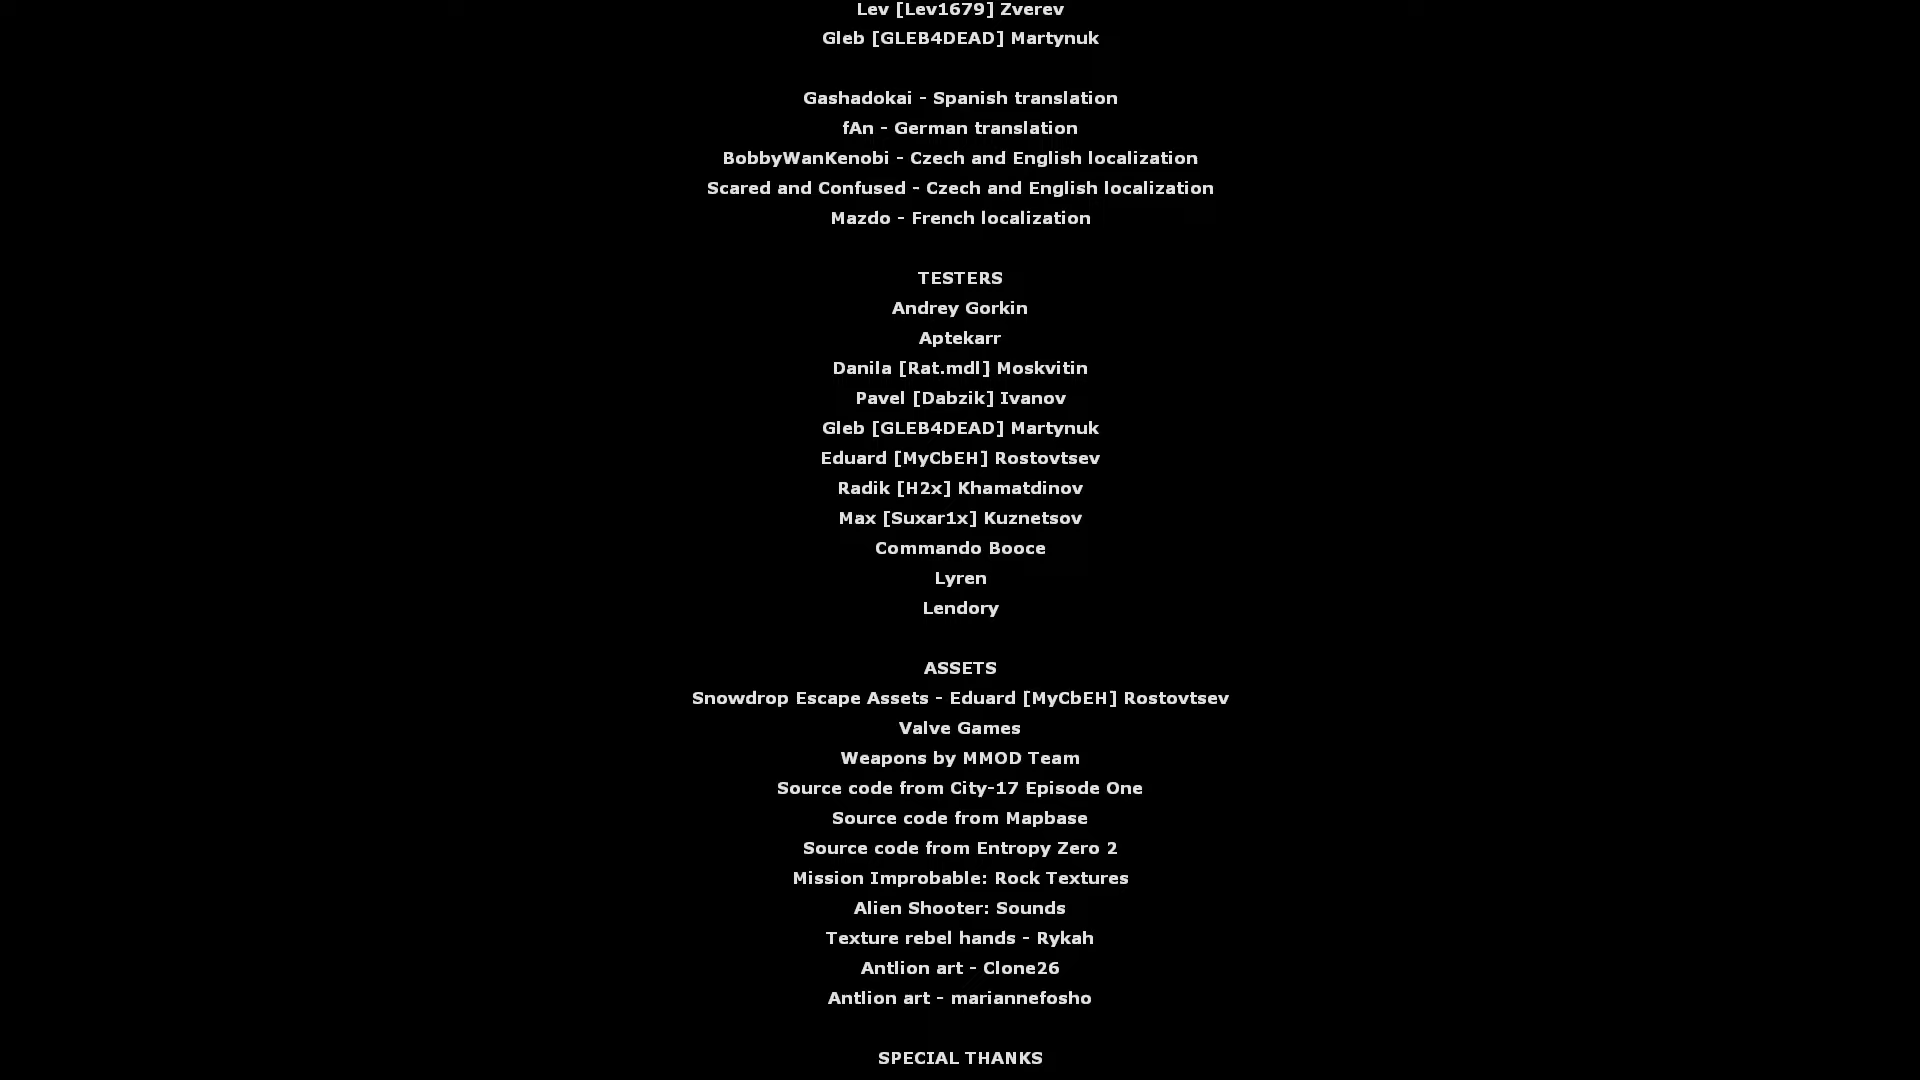 Lev [Lev1679] Zverev
Gleb [GLEB4DEAD] Martynuk
Gashadokai - Spanish translation
fAn - German translation
BobbyWanKenobi - Czech and English localization
Scared and Confused - Czech and English localization
Mazdo - French localization
TESTERS
Andrey Gorkin
Aptekarr
Danila [Rat.mdl] Moskvitin
Pavel [Dabzik] Ivanov
Gleb [GLEB4DEAD] Martynuk
Eduard [MyCbEH] Rostovtsev
Radik [H2x] Khamatdinov
Max [Suxar1x] Kuznetsov
Commando Booce
Lyren
Lendory
ASSETS
Snowdrop Escape Assets - Eduard [MyCbEH] Rostovtsev
Valve Games
Weapons by MMOD Team
Source code from City-17 Episode One
Source code from Mapbase
Source code from Entropy Zero 2
Mission Improbable: Rock Textures
Alien Shooter: Sounds
Texture rebel hands - Rykah
Antlion art - Clone26
Antlion art - mariannefosho
SPECIAL THANKS